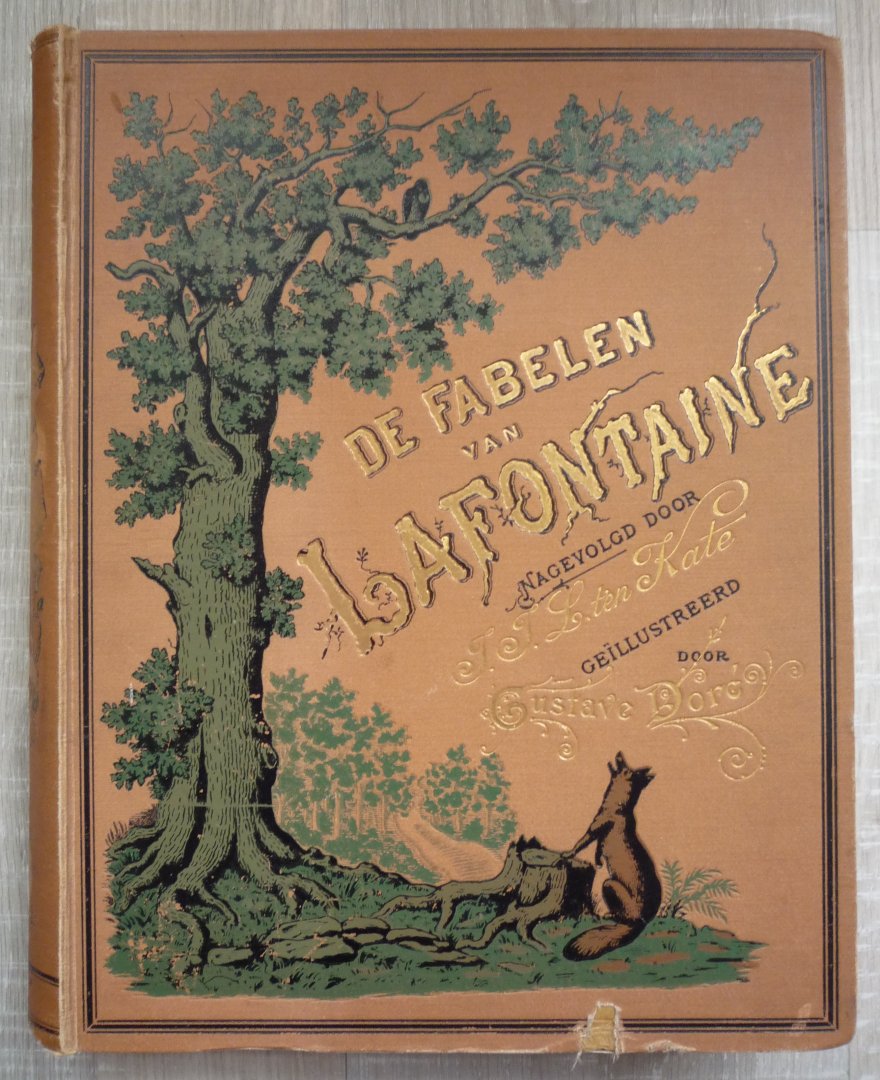 DE FABELEN
VAN
LAFONTAINE
NAGEVOLGD DOOR
J. J. L. ten Kate
GEÏLLUSTREERD
DOOR
Gustave Doré